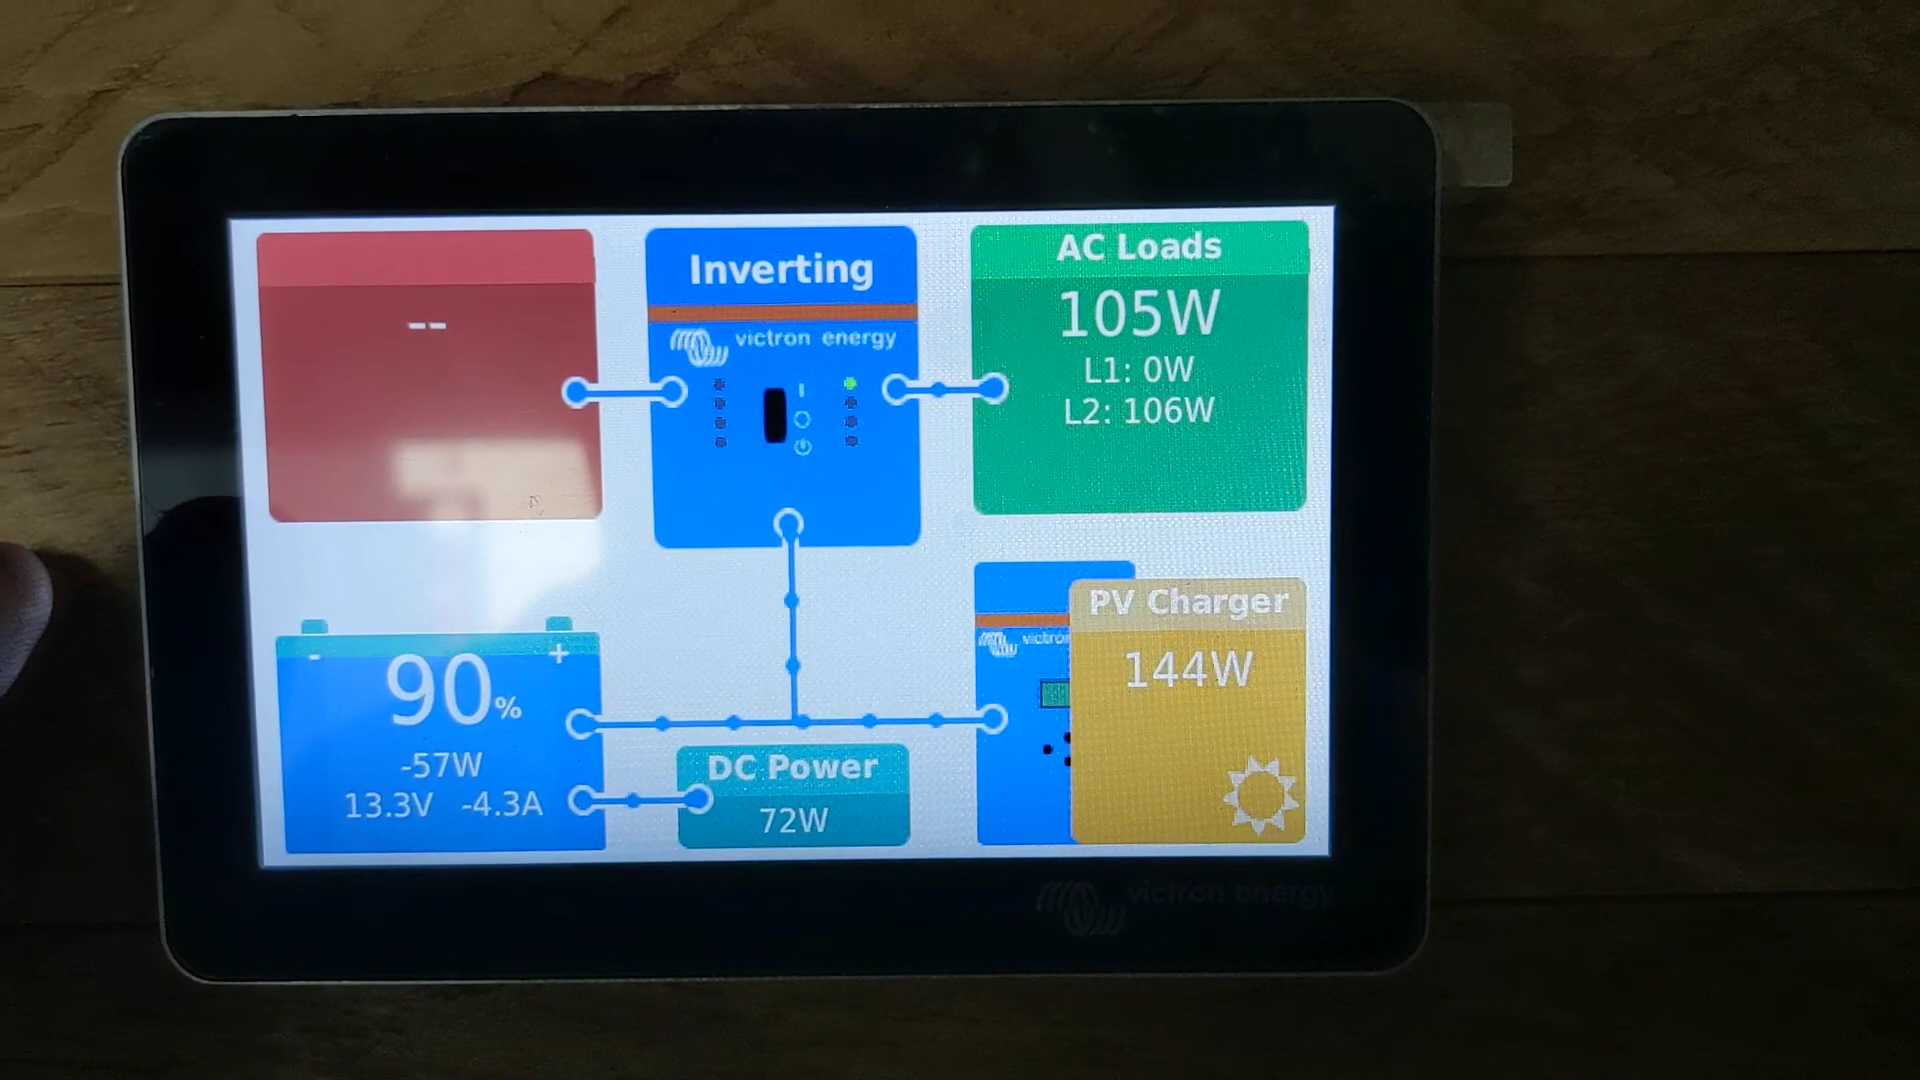 --
Inverting
victron energy
AC Loads
105W
L1: 0W
L2: 106W
- +
90%
-57W
13.3V -4.3A
DC Power
72W
victro
PV Charger
144W
victron energy